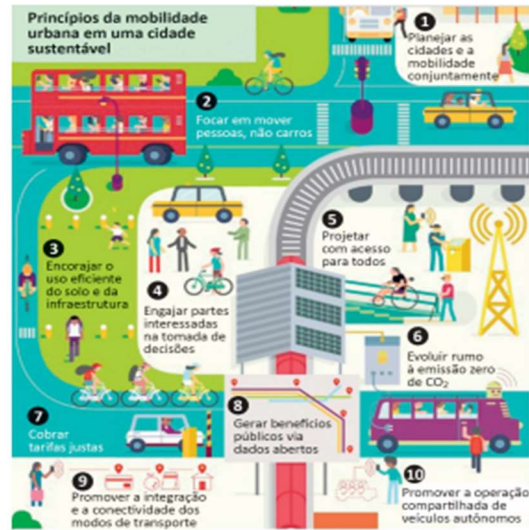 Princípios da mobilidade
urbana em uma cidade
sustentável
1
Planejar as
cidades e a
mobilidade
conjuntamente
2
Focar em mover
pessoas, não carros
3
Encorajar o
uso eficiente
do solo e da
infraestrutura
4
Engajar partes
interessadas
na tomada de
decisões
5
Projetar
com acesso
para todos
6
Evoluir rumo
à emissão zero
de CO₂
7
Cobrar
tarifas justas
8
Gerar benefícios
públicos via
dados abertos
9
Promover a integração
e a conectividade dos
modos de transporte
10
Promover a operação
compartilhada de
veículos autônomos